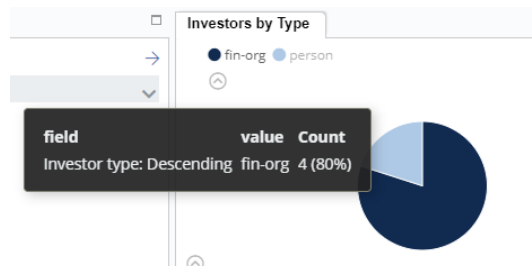 Investors by Type
fin-org person
field value Count
Investor type: Descending fin-org 4 (80%)